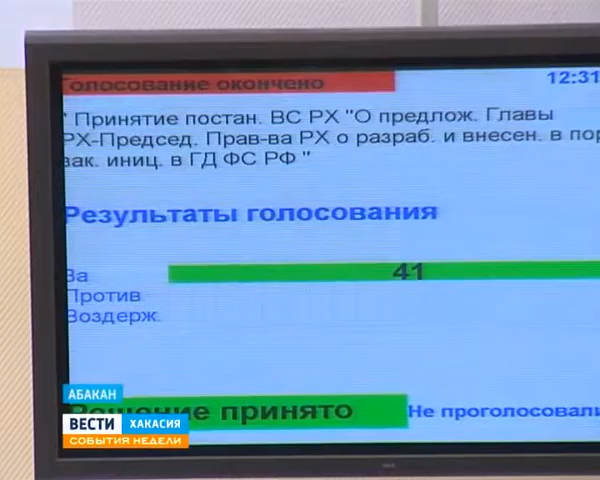 олосование окончено
12:31
" Принятие постан. ВС РХ "О предлож. Главы
РХ-Председ. Прав-ва РХ о разраб. и внесен. в пор
зак. иниц. в ГД ФС РФ "
Результаты голосования
За
41
Против
Воздерж.
Решение принято
Не проголосовали
АБАКАН
ВЕСТИ ХАКАСИЯ
СОБЫТИЯ НЕДЕЛИ